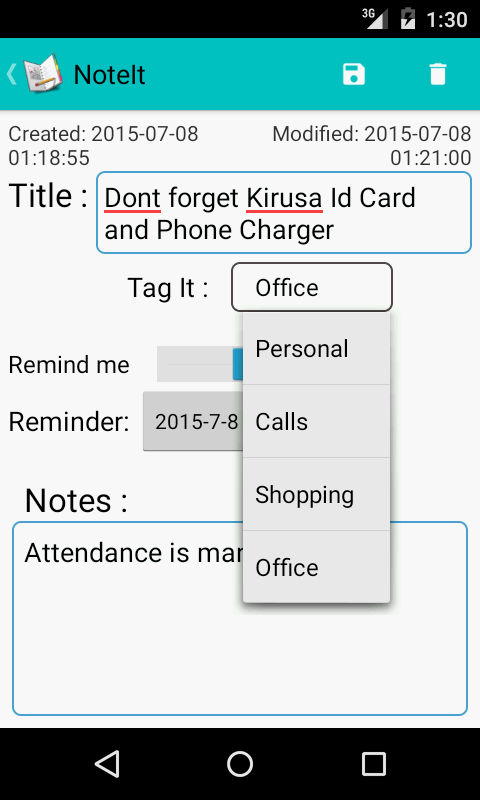 3G 1:30
NoteIt
Created: 2015-07-08 Modified: 2015-07-08
01:18:55 01:21:00
Title : Dont forget Kirusa Id Card
and Phone Charger
Tag It : Office
Personal
Remind me
Calls
Reminder: 2015-7-8
Shopping
Notes :
Attendance is
Office